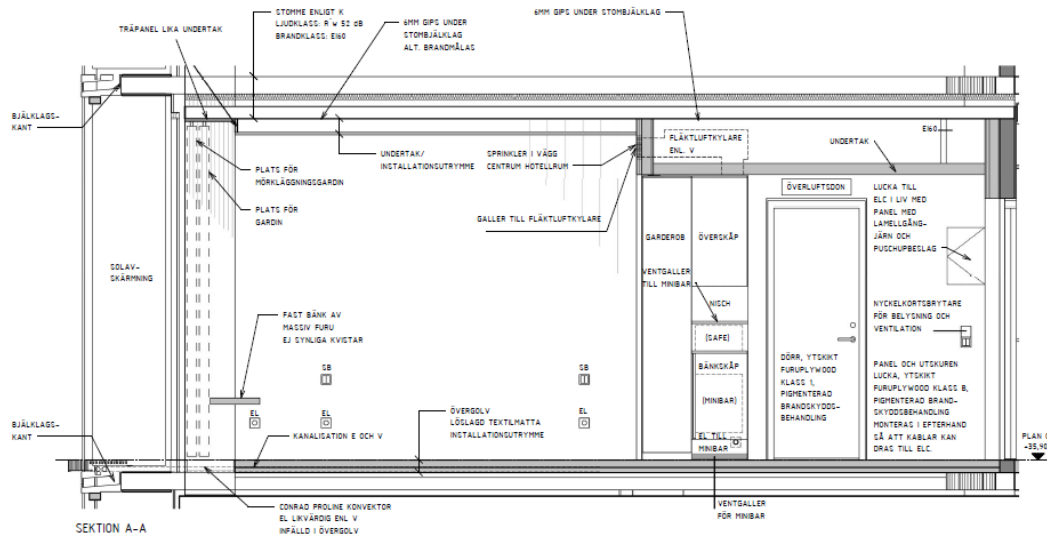 STOMME ENLIGT K
LJUDKLASS: R'w 52 dB
BRANDKLASS: EI60
TRÄPANEL LIKA UNDERTAK
6MM GIPS UNDER
STOMBJÄLKLAG
ALT. BRANDMÅLAS
6MM GIPS UNDER STOMBJÄKLAG
BJÄLKLAGS-
KANT
PLATS FÖR
MÖRKLÄGGNINGSGARDIN
PLATS FÖR
GARDIN
UNDERTAK/
INSTALLATIONSUTRYMME
SPRINKLER I VÄGG
CENTRUM HOTELLRUM
GALLER TILL FLÄKTLUFTKYLARE
FLÄKTLUFTKYLARE
ENL. V
EI60
UNDERTAK
ÖVERLUFTSDON
LUCKA TILL
ELC I LIV MED
PANEL MED
LAMELLGÅNG-
JÄRN OCH
PUSCHUPBESLAG
GARDEROB
ÖVERSKÅP
SOLAV-
SKÄRMNING
VENTGALLER
TILL MINIBAR
NISCH
(SAFE)
BÄNKSKÅP
(MINIBAR)
EL TILL
MINIBAR
NYCKELKORTSBRYTARE
FÖR BELYSNING OCH
VENTILATION
FAST BÄNK AV
MASSIV FURU
EJ SYNLIGA KVISTAR
SB
SB
EL
EL
EL
DÖRR, YTSKIKT
FURUPLYWOOD
KLASS 1,
PIGMENTERAD
BRANDSKYDDS-
BEHANDLING
PANEL OCH UTSKUREN
LUCKA, YTSKIKT
FURUPLYWOOD KLASS B,
PIGMENTERAD BRAND-
SKYDDSBEHANDLING
MONTERAS I EFTERHAND
SÅ ATT KABLAR KAN
DRAS TILL ELC.
BJÄLKLAGS-
KANT
KANALISATION E OCH V
ÖVERGOLV
LÖSLAGD TEXTILMATTA
INSTALLATIONSUTRYMME
PLAN
+35,90
CONRAD PROLINE KONVEKTOR
EL LIKVÄRDIG ENL V
INFÄLLD I ÖVERGOLV
VENTGALLER
FÖR MINIBAR
SEKTION A-A